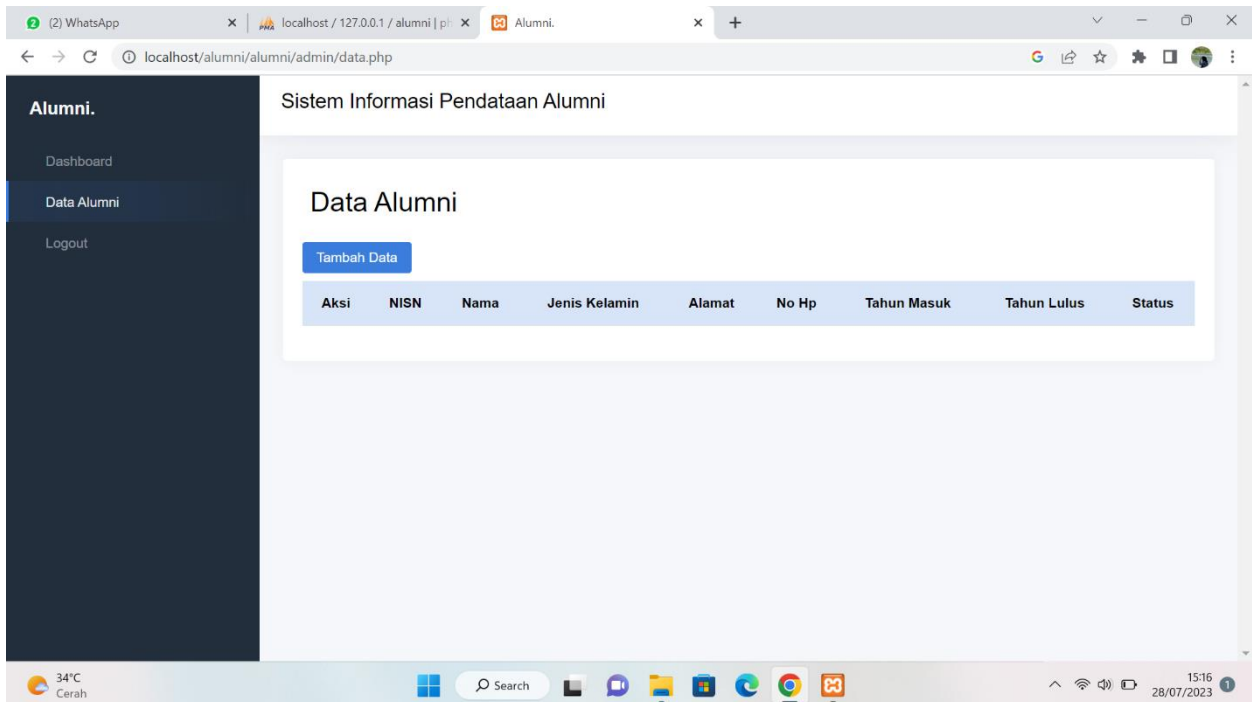 (2) WhatsApp
localhost / 127.0.0.1 / alumni | ph
Alumni.
localhost/alumni/alumni/admin/data.php
Alumni.
Sistem Informasi Pendataan Alumni
Dashboard
Data Alumni
Logout
Data Alumni
Tambah Data
Aksi NISN Nama Jenis Kelamin Alamat No Hp Tahun Masuk Tahun Lulus Status
34°C
Cerah
Search
15:16
28/07/2023
1